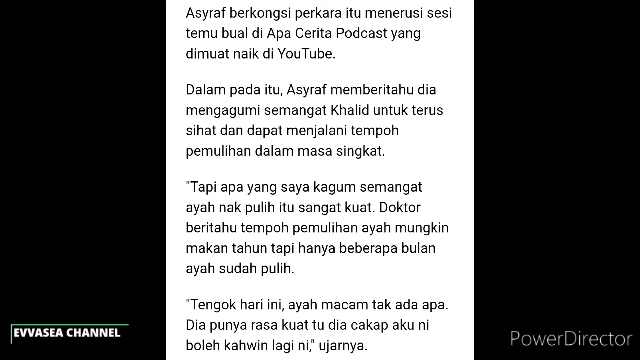 Asyraf berkongsi perkara itu menerusi sesi
temu bual di Apa Cerita Podcast yang
dimuat naik di YouTube.
Dalam pada itu, Asyraf memberitahu dia
mengagumi semangat Khalid untuk terus
sihat dan dapat menjalani tempoh
pemulihan dalam masa singkat.
"Tapi apa yang saya kagum semangat
ayah nak pulih itu sangat kuat. Doktor
beritahu tempoh pemulihan ayah mungkin
makan tahun tapi hanya beberapa bulan
ayah sudah pulih.
"Tengok hari ini, ayah macam tak ada apa.
Dia punya rasa kuat tu dia cakap aku ni
boleh kahwin lagi ni," ujarnya.
EVVASEA CHANNEL
PowerDirector